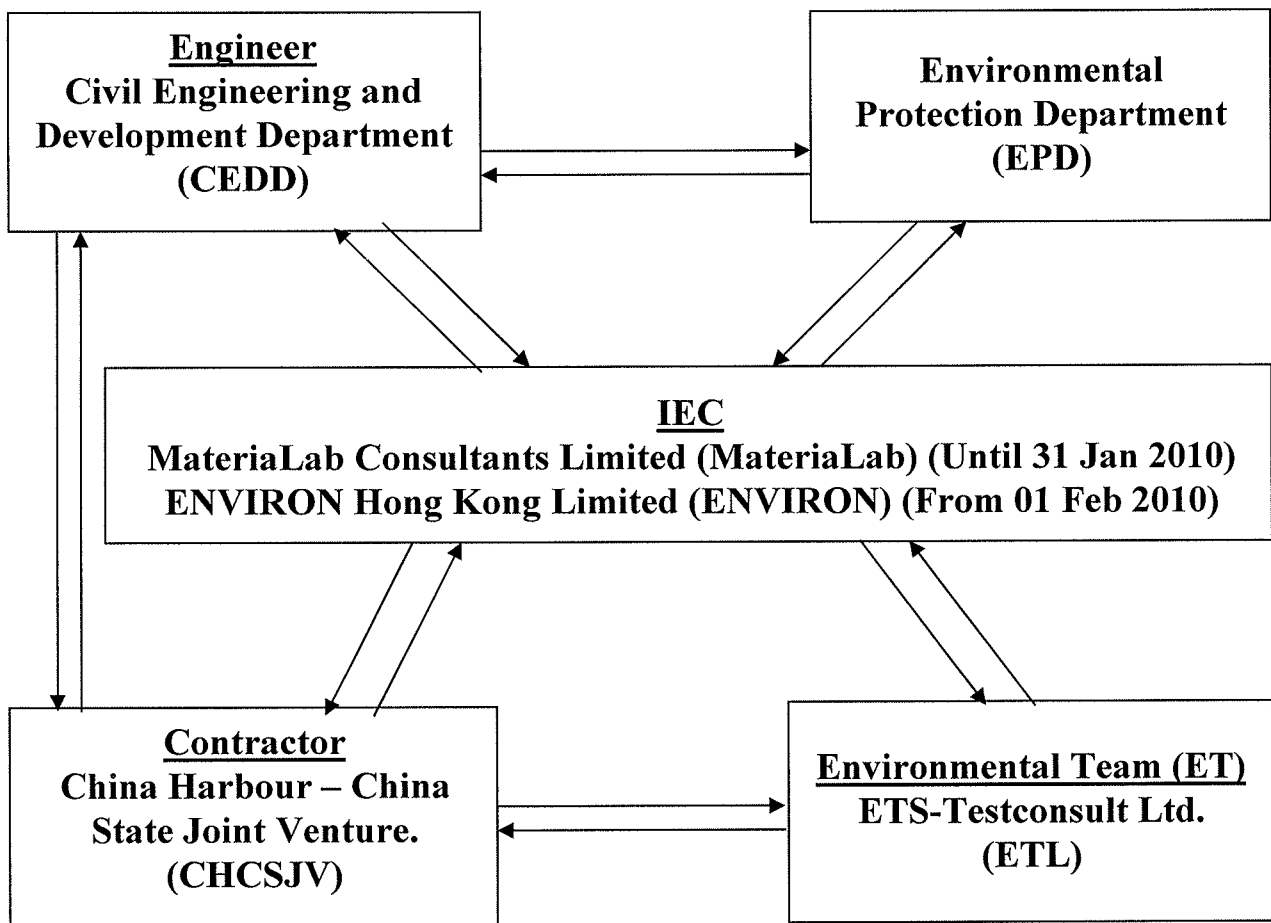 Engineer
Civil Engineering and
Development Department
(CEDD)
Environmental
Protection Department
(EPD)
IEC
MateriaLab Consultants Limited (MateriaLab) (Until 31 Jan 2010)
ENVIRON Hong Kong Limited (ENVIRON) (From 01 Feb 2010)
Contractor
China Harbour – China
State Joint Venture.
(CHCSJV)
Environmental Team (ET)
ETS-Testconsult Ltd.
(ETL)